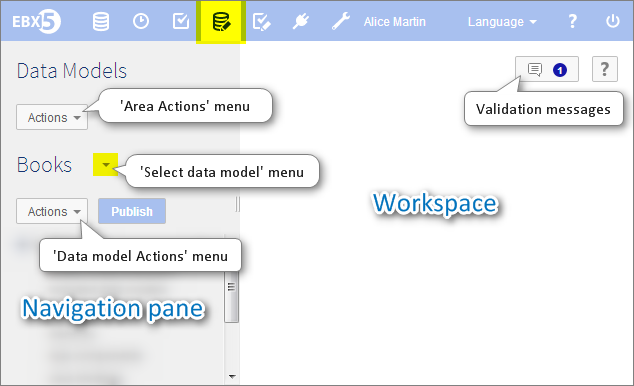 EBX5 Alice Martin Language ?
Data Models
1 ?
Actions 'Area Actions' menu
Validation messages
Books
'Select data model' menu
Actions Publish
Workspace
'Data model Actions' menu
Navigation pane